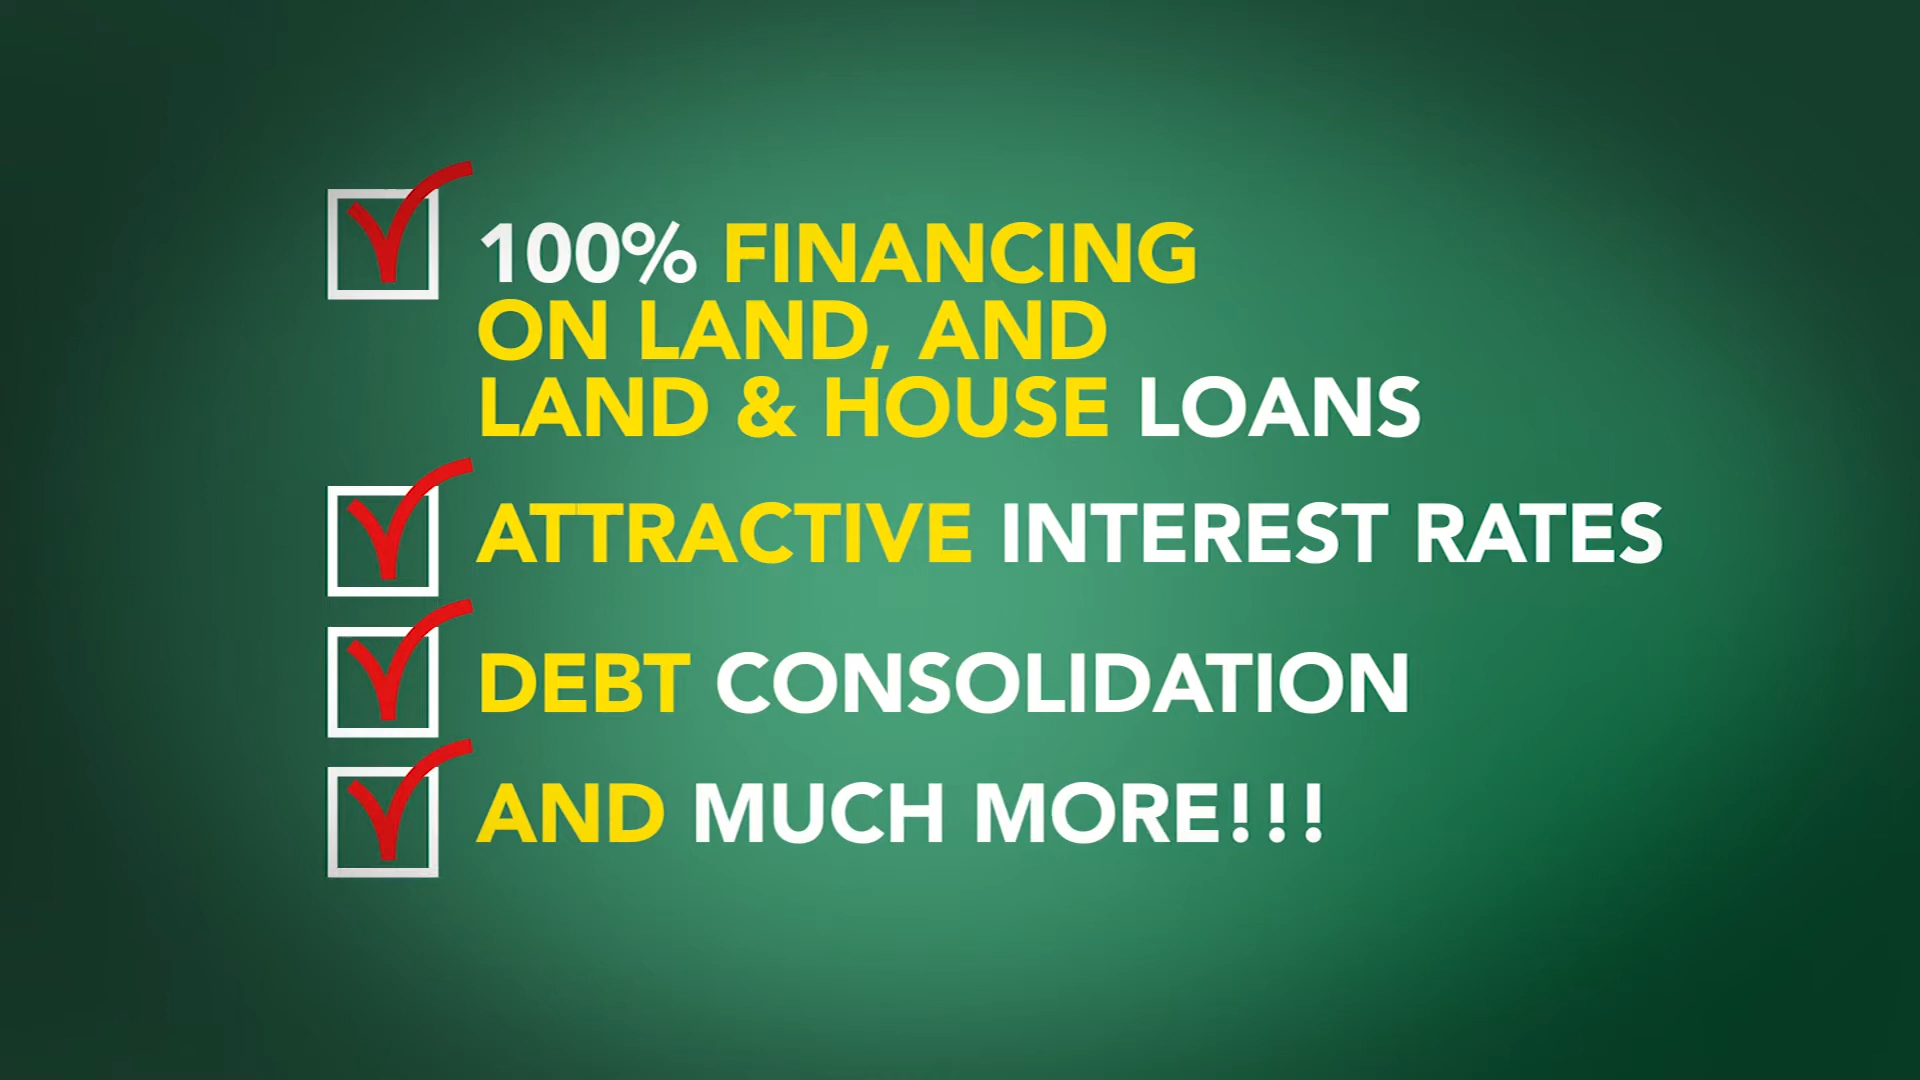 100% FINANCING
ON LAND, AND
LAND & HOUSE LOANS
ATTRACTIVE INTEREST RATES
DEBT CONSOLIDATION
AND MUCH MORE!!!